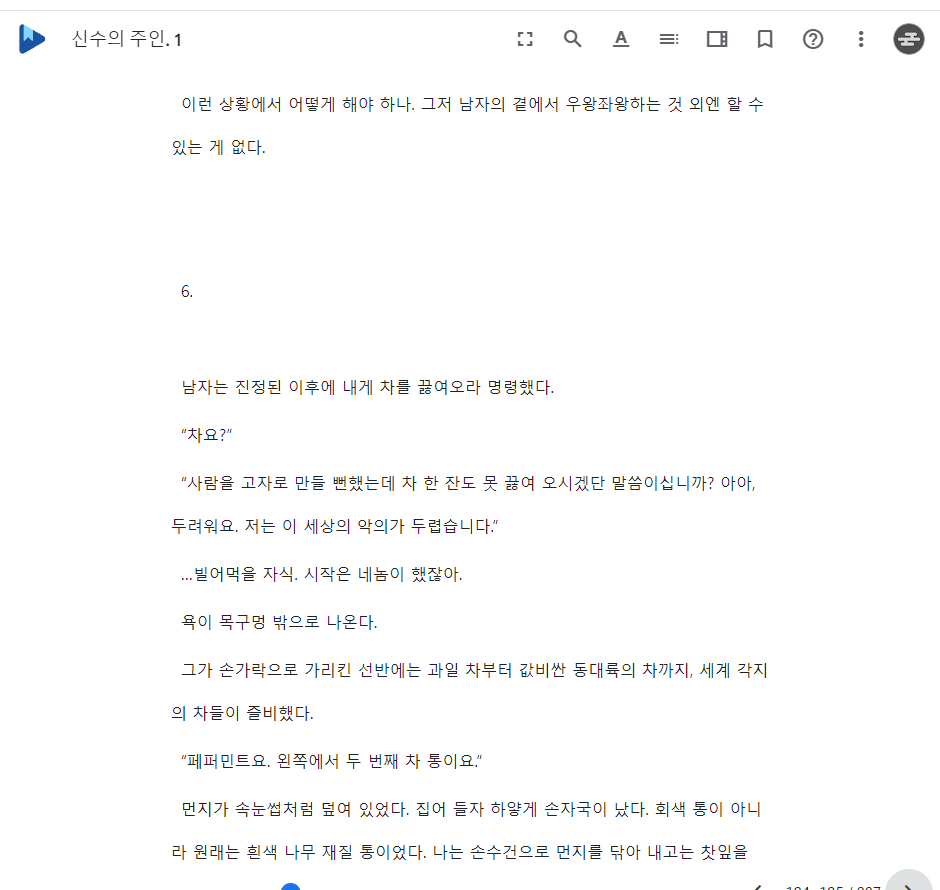 신수의 주인. 1
이런 상황에서 어떻게 해야 하나. 그저 남자의 곁에서 우왕좌왕하는 것 외엔 할 수
있는 게 없다.
6.
남자는 진정된 이후에 내게 차를 끓여오라 명령했다.
“차요?”
“사람을 고자로 만들 뻔했는데 차 한 잔도 못 끓여 오시겠단 말씀이십니까? 아아,
두려워요. 저는 이 세상의 악의가 두렵습니다.”
...빌어먹을 자식. 시작은 네놈이 했잖아.
욕이 목구멍 밖으로 나온다.
그가 손가락으로 가리킨 선반에는 과일 차부터 값비싼 동대륙의 차까지, 세계 각지
의 차들이 즐비했다.
“페퍼민트요. 왼쪽에서 두 번째 차 통이요.”
먼지가 속눈썹처럼 덮여 있었다. 집어 들자 하얗게 손자국이 났다. 회색 통이 아니
라 원래는 흰색 나무 재질 통이었다. 나는 손수건으로 먼지를 닦아 내고는 찻잎을